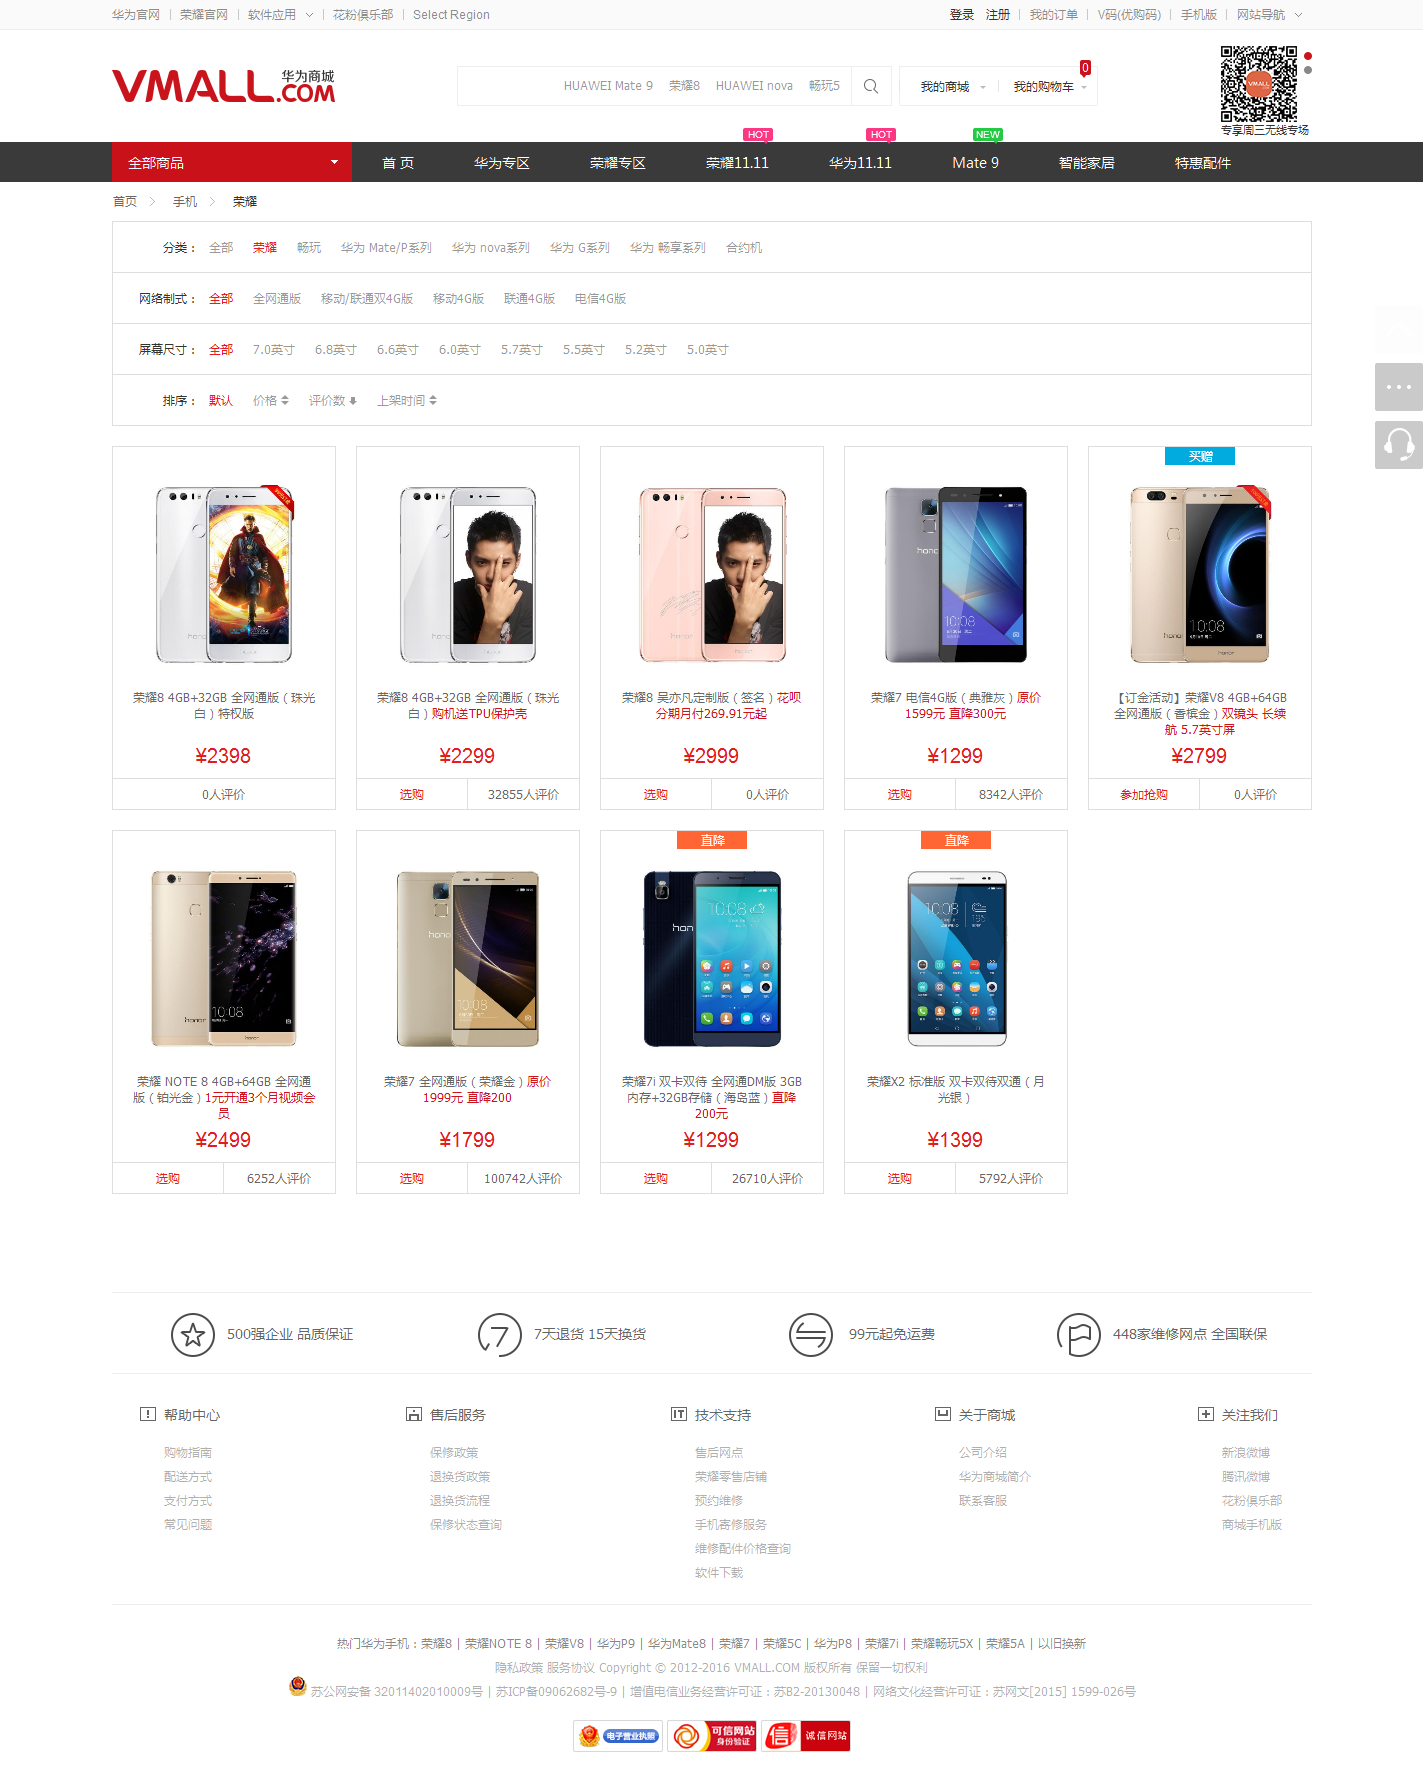 华为官网 荣耀官网 软件应用 花粉俱乐部 Select Region 登录 注册 我的订单 V码(优购码) 手机版 网站导航
VMALL.COM 华为商城
HUAWEI Mate 9 荣耀8 HUAWEI nova 畅玩5
我的商城 我的购物车 0
VMALL
专享周三无线专场
HOT HOT NEW
全部商品 首 页 华为专区 荣耀专区 荣耀11.11 华为11.11 Mate 9 智能家居 特惠配件
首页 手机 荣耀
分类： 全部 荣耀 畅玩 华为 Mate/P系列 华为 nova系列 华为 G系列 华为 畅享系列 合约机
网络制式： 全部 全网通版 移动/联通双4G版 移动4G版 联通4G版 电信4G版
屏幕尺寸： 全部 7.0英寸 6.8英寸 6.6英寸 6.0英寸 5.7英寸 5.5英寸 5.2英寸 5.0英寸
排序： 默认 价格 评价数 上架时间
荣耀8 4GB+32GB 全网通版（珠光
白）特权版
¥2398
0人评价
荣耀8 4GB+32GB 全网通版（珠光
白）购机送TPU保护壳
¥2299
选购 32855人评价
荣耀8 吴亦凡定制版（签名）花呗
分期月付269.91元起
¥2999
选购 0人评价
荣耀7 电信4G版（典雅灰）原价
1599元 直降300元
¥1299
选购 8342人评价
买赠
【订金活动】荣耀V8 4GB+64GB
全网通版（香槟金）双镜头 长续
航 5.7英寸屏
¥2799
参加抢购 0人评价
荣耀 NOTE 8 4GB+64GB 全网通
版（铂光金）1元开通3个月视频会
员
¥2499
选购 6252人评价
荣耀7 全网通版（荣耀金）原价
1999元 直降200
¥1799
选购 100742人评价
直降
荣耀7i 双卡双待 全网通DM版 3GB
内存+32GB存储（海岛蓝）直降
200元
¥1299
选购 26710人评价
直降
荣耀X2 标准版 双卡双待双通（月
光银）
¥1399
选购 5792人评价
500强企业 品质保证 7天退货 15天换货 99元起免运费 448家维修网点 全国联保
帮助中心
购物指南
配送方式
支付方式
常见问题
售后服务
保修政策
退换货政策
退换货流程
保修状态查询
技术支持
售后网点
荣耀零售店铺
预约维修
手机寄修服务
维修配件价格查询
软件下载
关于商城
公司介绍
华为商城简介
联系客服
关注我们
新浪微博
腾讯微博
花粉俱乐部
商城手机版
热门华为手机：荣耀8 | 荣耀NOTE 8 | 荣耀V8 | 华为P9 | 华为Mate8 | 荣耀7 | 荣耀5C | 华为P8 | 荣耀7i | 荣耀畅玩5X | 荣耀5A | 以旧换新
隐私政策 服务协议 Copyright © 2012-2016 VMALL.COM 版权所有 保留一切权利
苏公网安备 32011402010009号 | 苏ICP备09062682号-9 | 增值电信业务经营许可证：苏B2-20130048 | 网络文化经营许可证：苏网文[2015] 1599-026号
电子营业执照 可信网站 身份验证 信 诚信网站